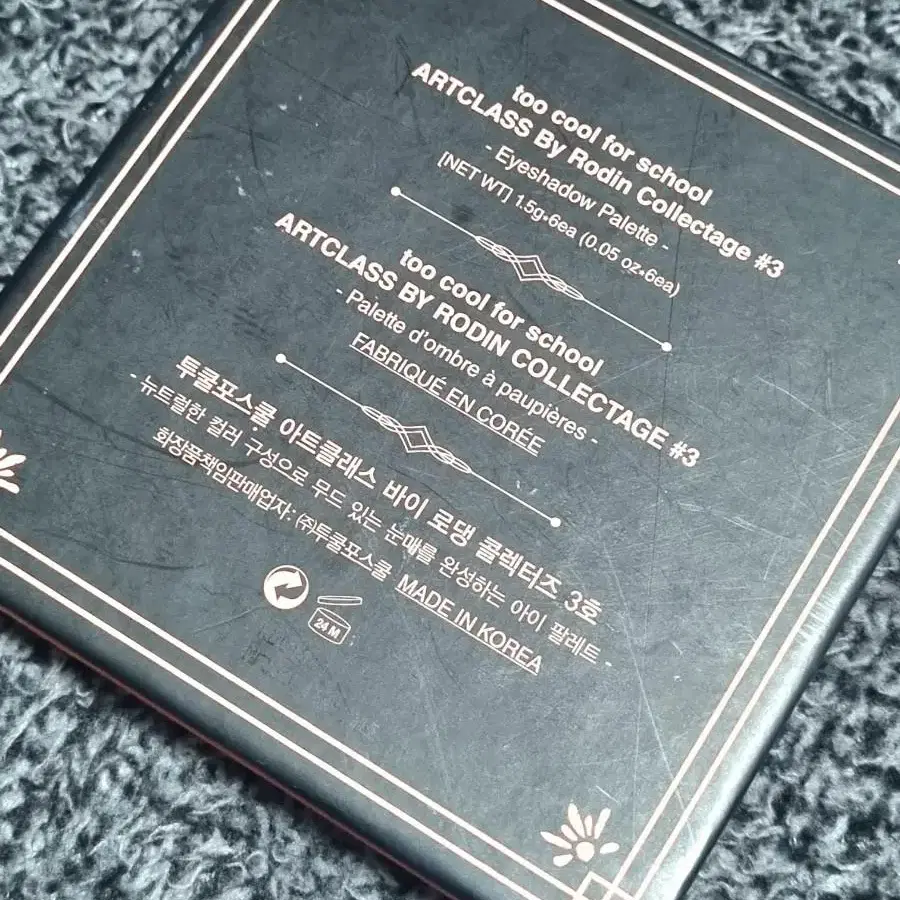 too cool for school
ARTCLASS By Rodin Collectage #3
- Eyeshadow Palette -
[NET WT] 1.5g*6ea (0.05 oz*6ea)
too cool for school
ARTCLASS BY RODIN COLLECTAGE #3
- Palette d'ombre à paupières -
FABRIQUÉ EN CORÉE
투쿨포스쿨 아트클래스 바이 로댕 콜렉터즈 3호
- 뉴트럴한 컬러 구성으로 무드 있는 눈매를 완성하는 아이 팔레트 -
화장품책임판매업자: ㈜투쿨포스쿨 MADE IN KOREA
24 M